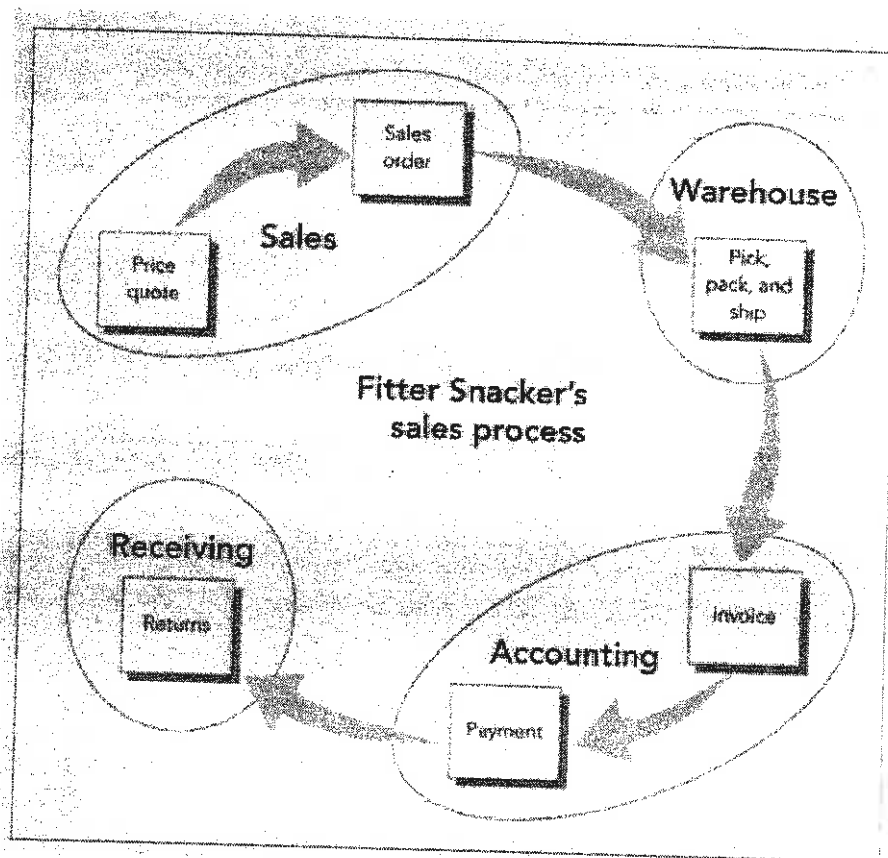 Sales
order
Price
quote
Sales
Warehouse
Pick,
pack, and
ship
Fitter Snacker's
sales process
Receiving
Returns
Accounting
Invoice
Payment